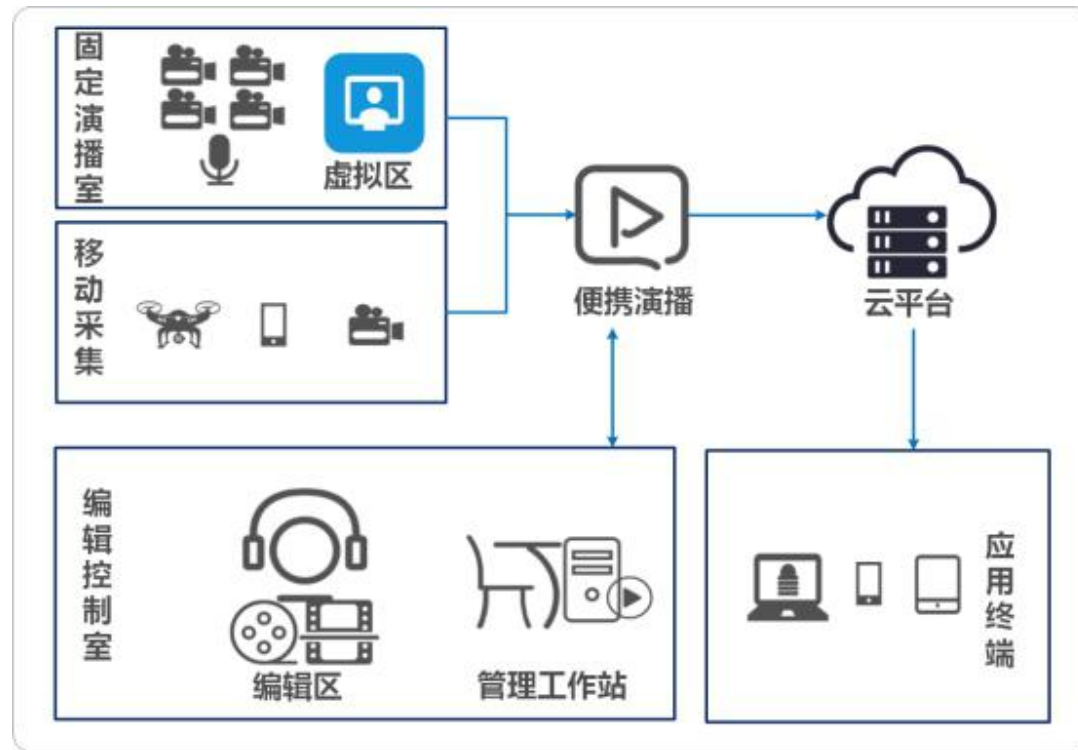 固定演播室
虚拟区
移动采集
便携演播
云平台
编辑控制室
编辑区
管理工作站
应用终端